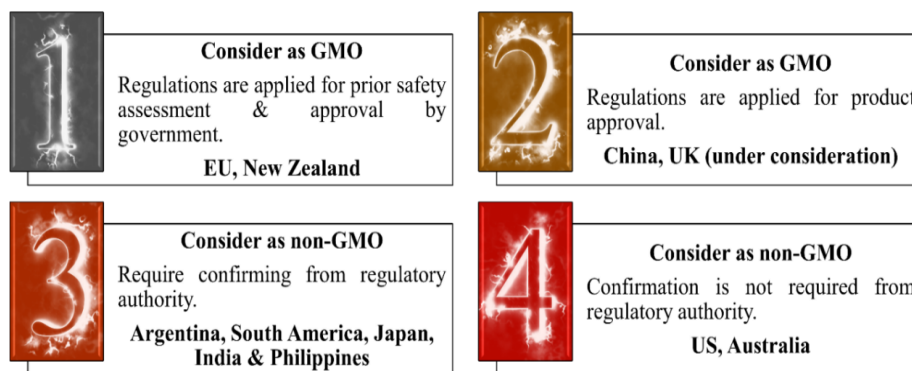 1
Consider as GMO
Regulations are applied for prior safety
assessment & approval by
government.
EU, New Zealand
2
Consider as GMO
Regulations are applied for product
approval.
China, UK (under consideration)
3
Consider as non-GMO
Require confirming from regulatory
authority.
Argentina, South America, Japan,
India & Philippines
4
Consider as non-GMO
Confirmation is not required from
regulatory authority.
US, Australia